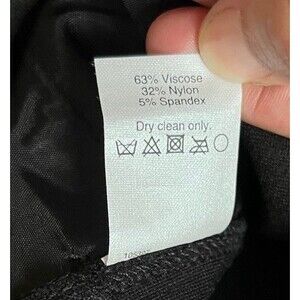 63% Viscose
32% Nylon
5% Spandex
Dry clean only.